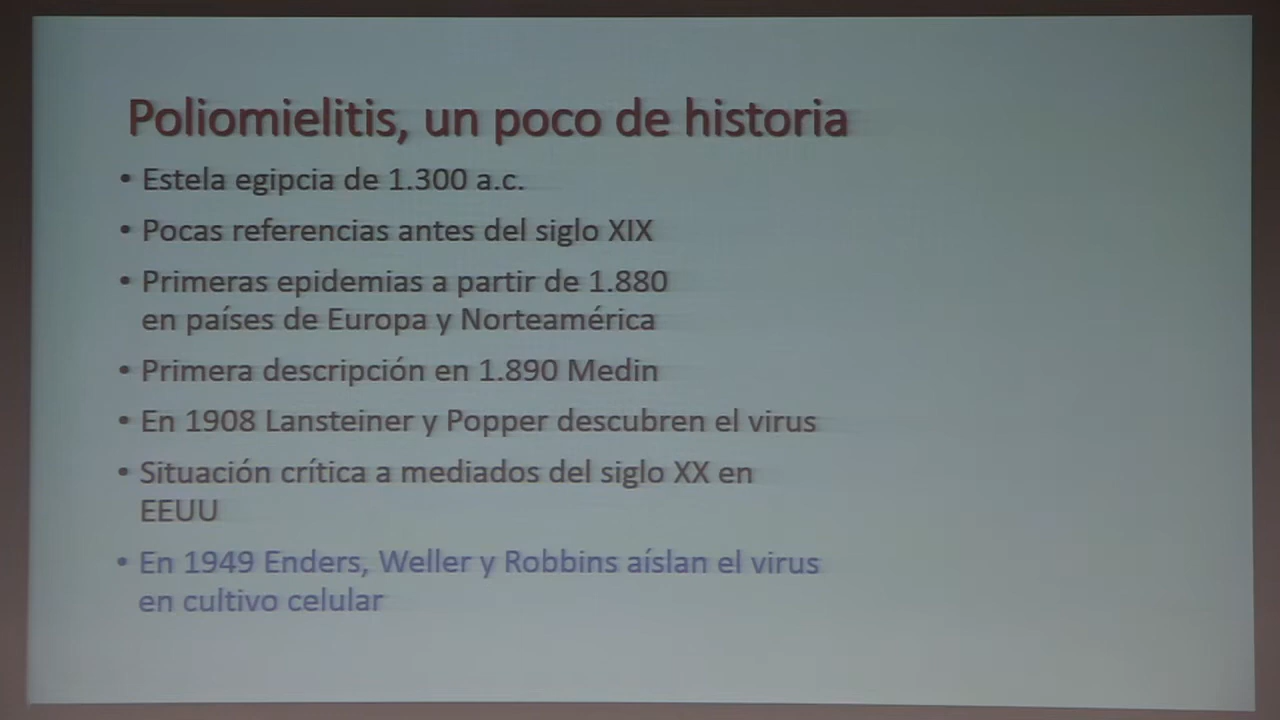 Poliomielitis, un poco de historia
• Estela egipcia de 1.300 a.c.
• Pocas referencias antes del siglo XIX
• Primeras epidemias a partir de 1.880
en países de Europa y Norteamérica
• Primera descripción en 1.890 Medin
• En 1908 Lansteiner y Popper descubren el virus
• Situación crítica a mediados del siglo XX en
EEUU
• En 1949 Enders, Weller y Robbins aíslan el virus
en cultivo celular